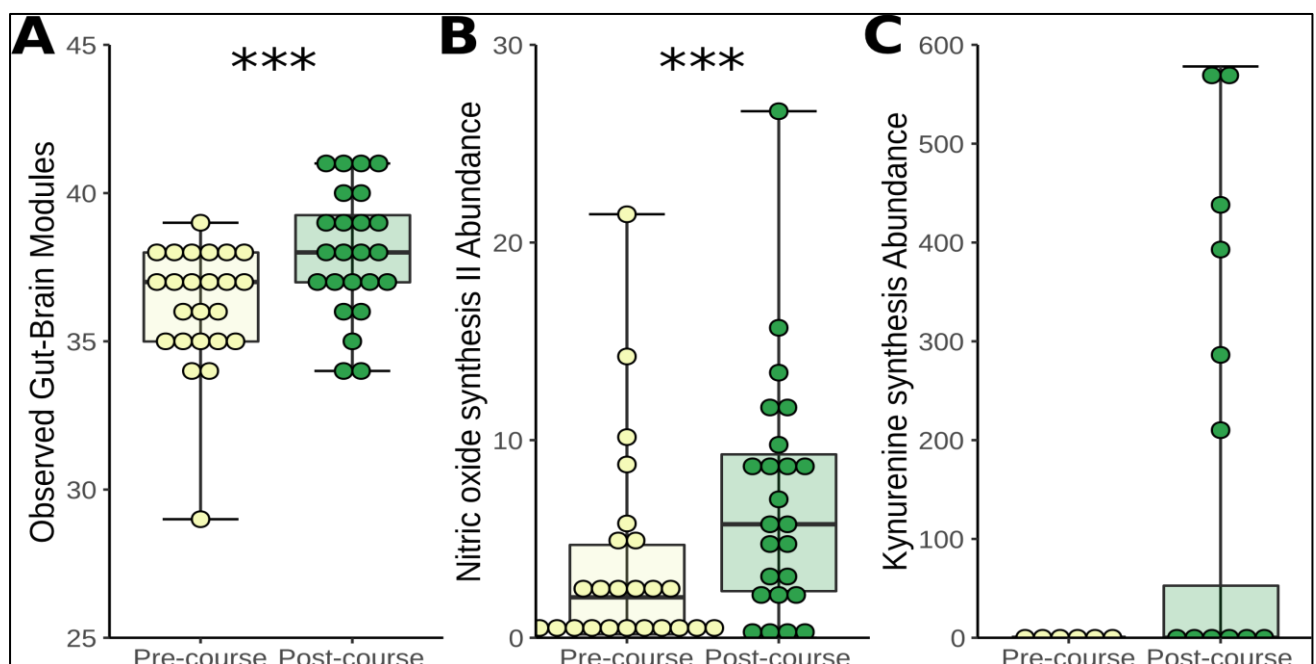 A
45
40
35
30
25
Observed Gut-Brain Modules
***
Pre-course Post-course
B
30
20
10
0
Nitric oxide synthesis II Abundance
***
Pre-course Post-course
C
600
500
400
300
200
100
0
Kynurenine synthesis Abundance
Pre-course Post-course